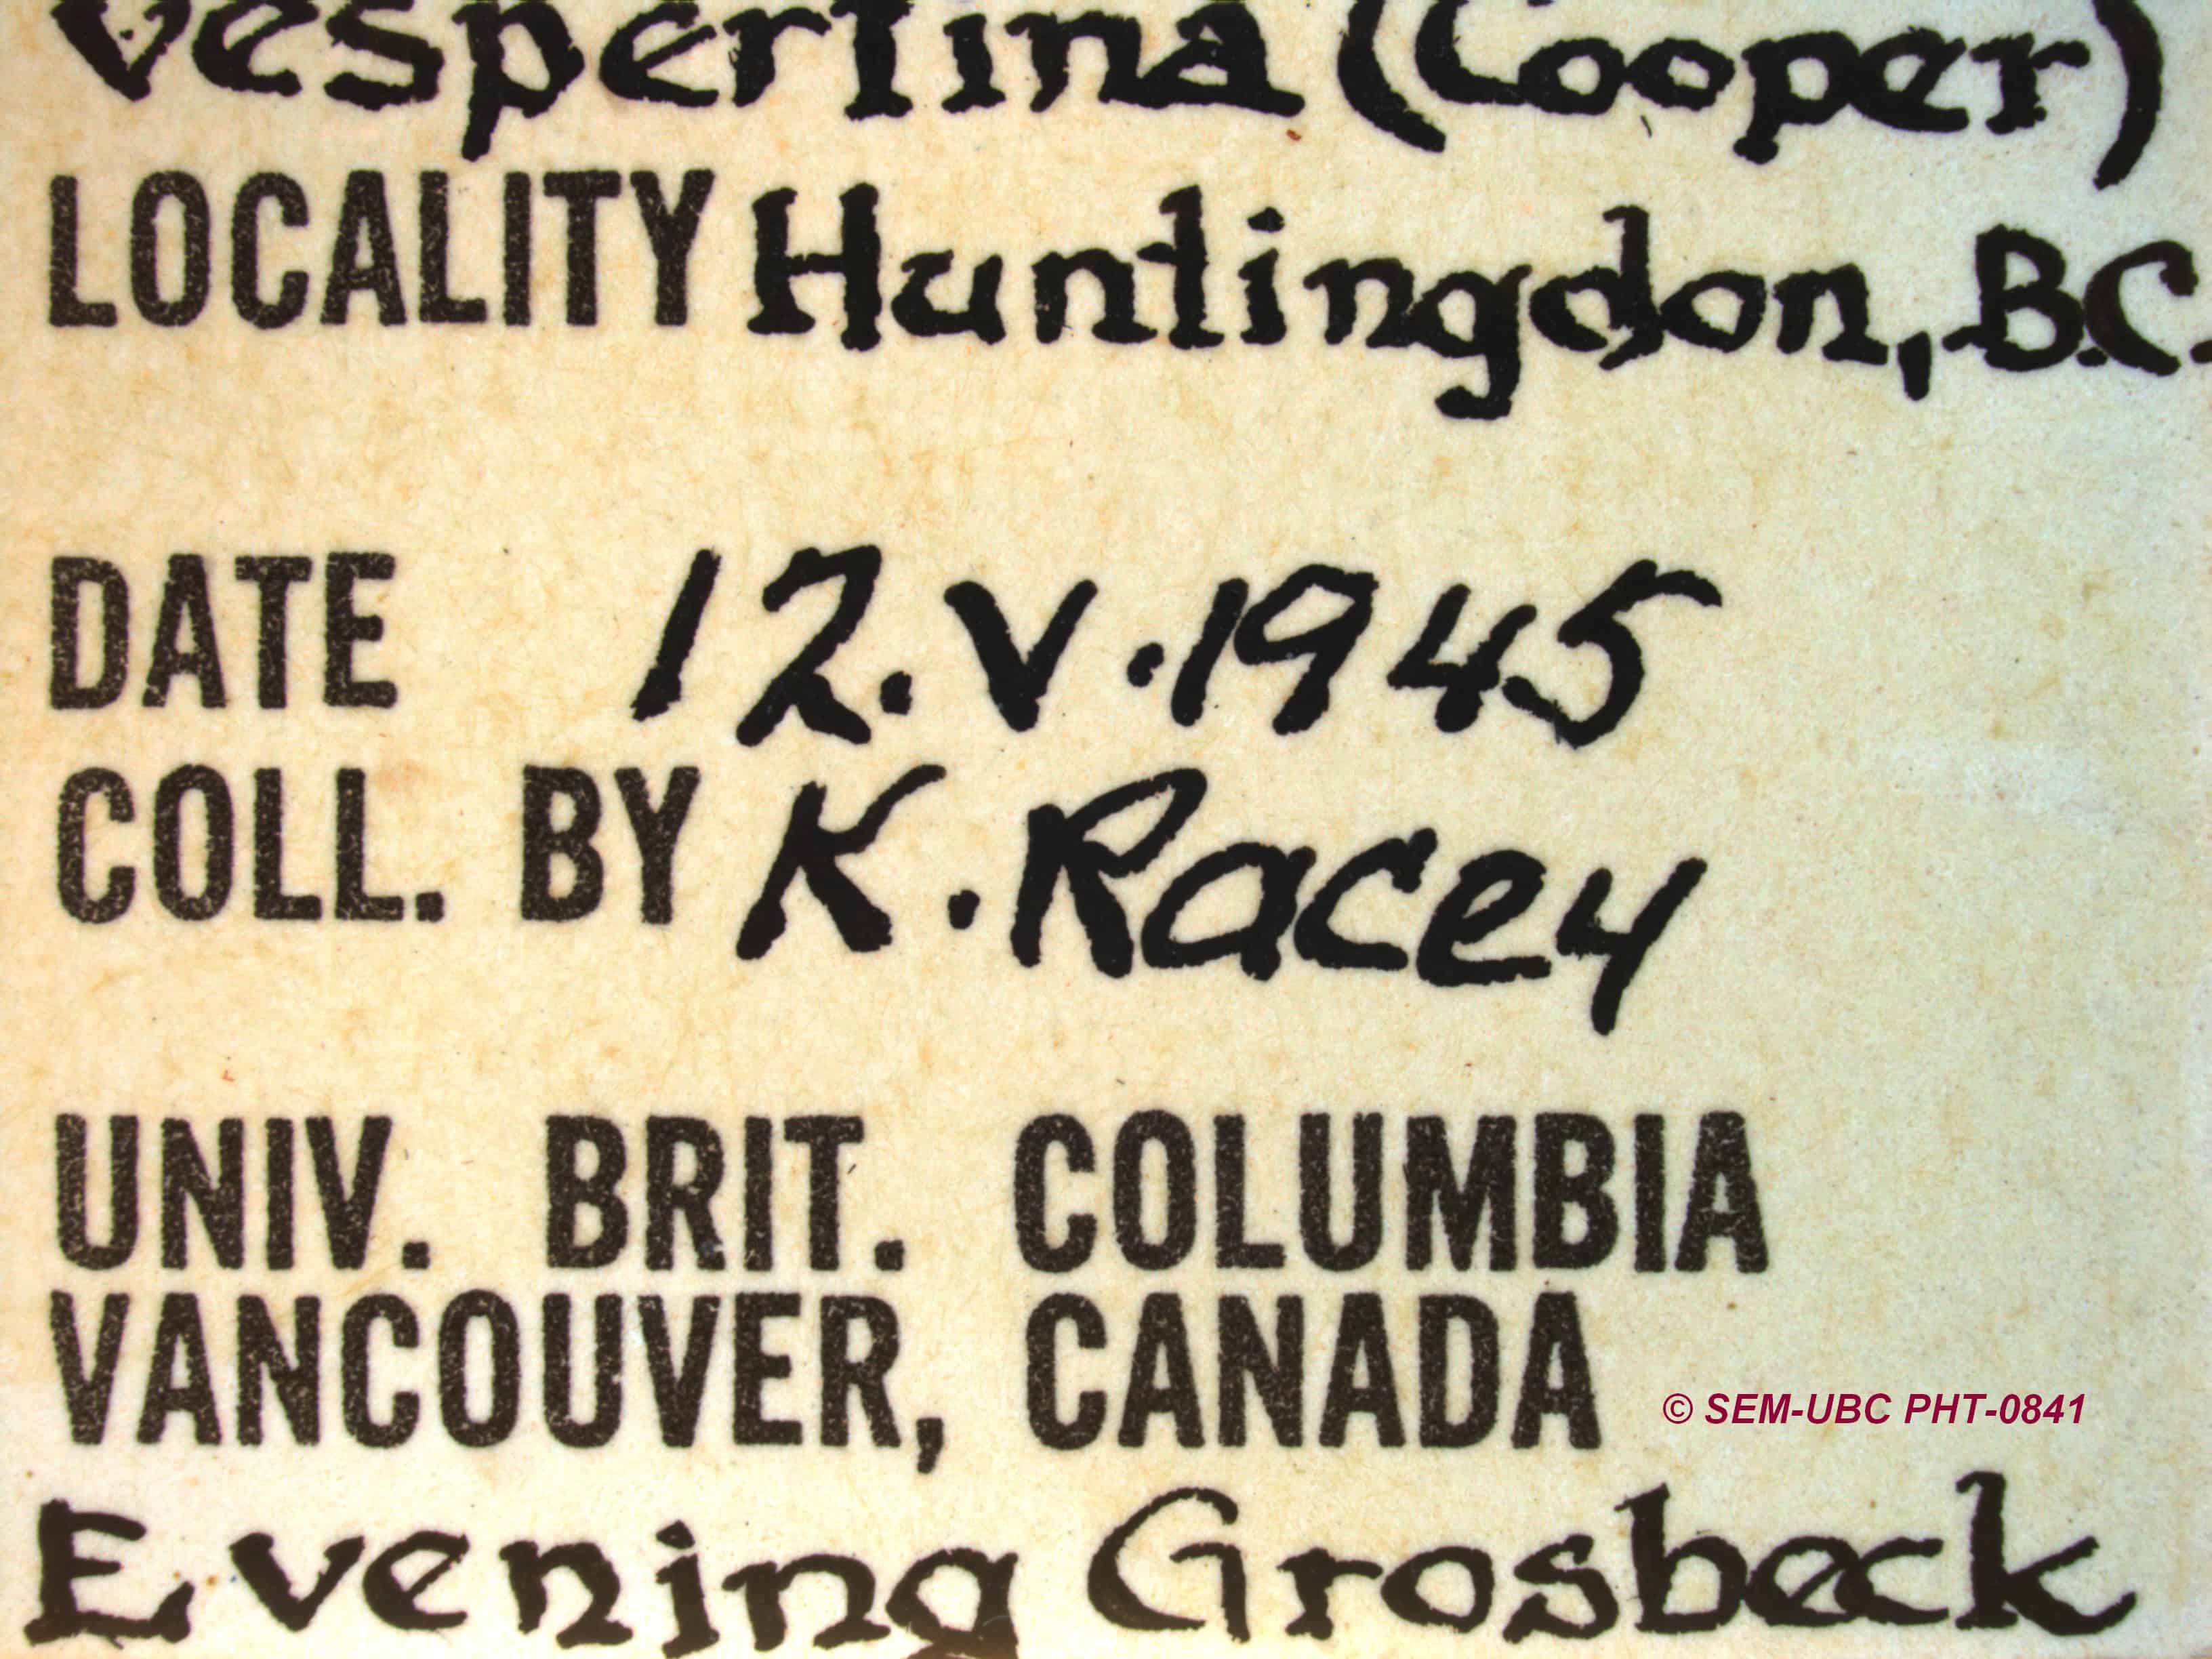 vespertina (Cooper)
LOCALITY Huntingdon, B.C.
DATE 12.V.1945
COLL. BY K. Racey
UNIV. BRIT. COLUMBIA
VANCOUVER, CANADA
© SEM-UBC PHT-0841
Evening Grosbeck